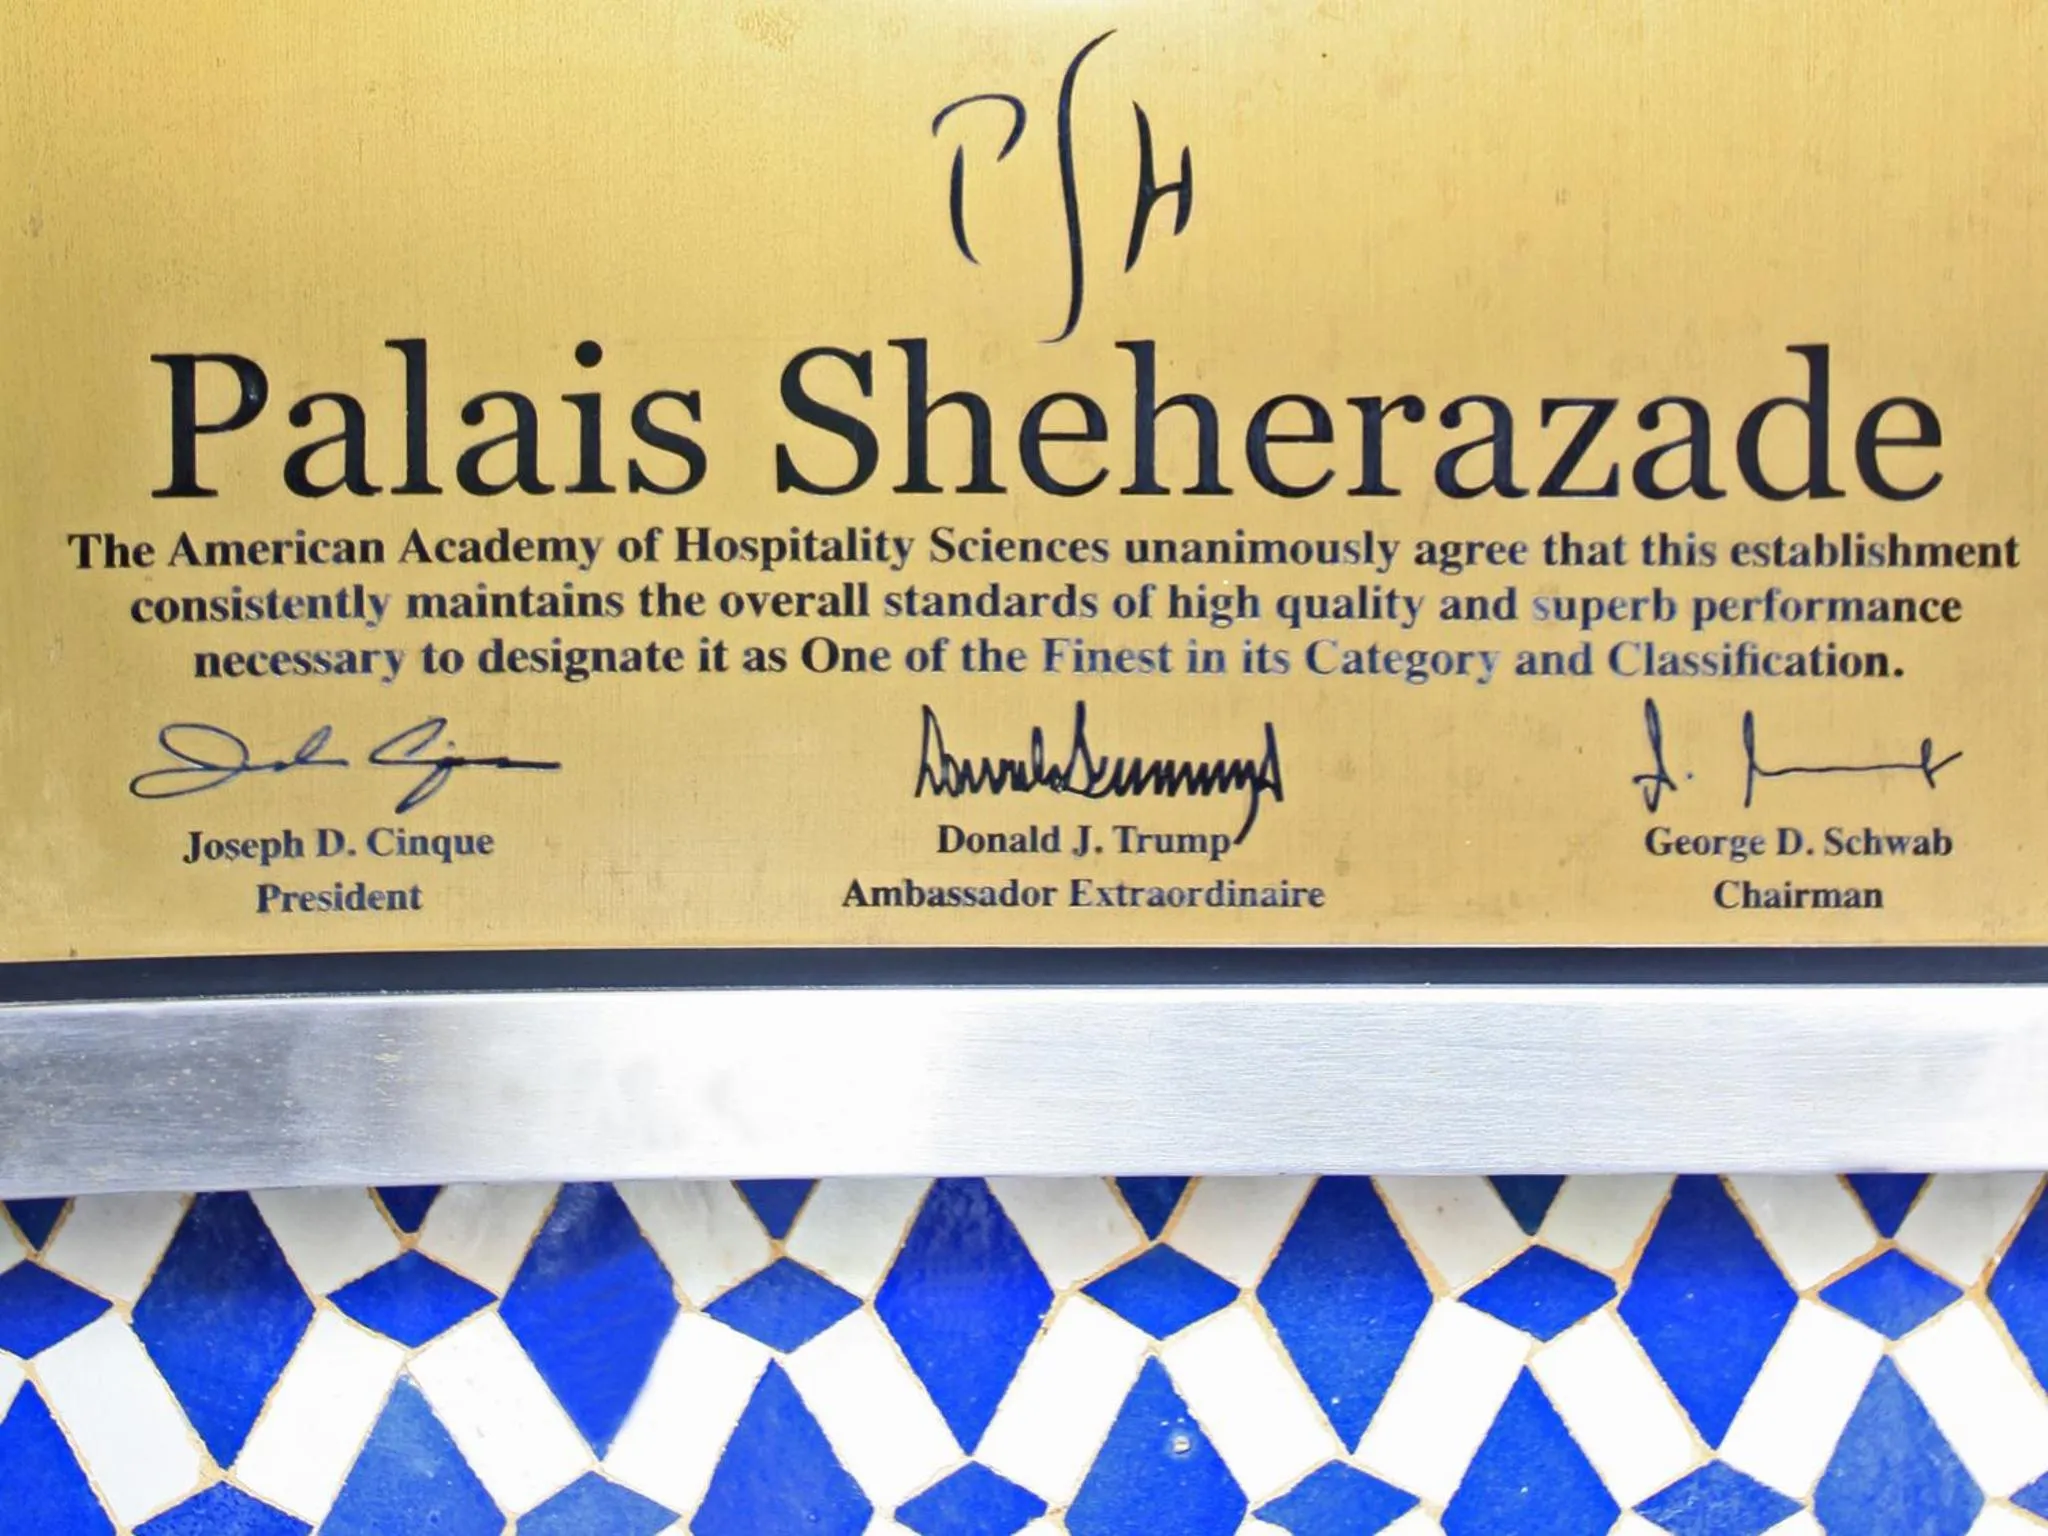 PSH
Palais Sheherazade
The American Academy of Hospitality Sciences unanimously agree that this establishment
consistently maintains the overall standards of high quality and superb performance
necessary to designate it as One of the Finest in its Category and Classification.
Joseph D. Cinque Donald J. Trump George D. Schwab
President Ambassador Extraordinaire Chairman